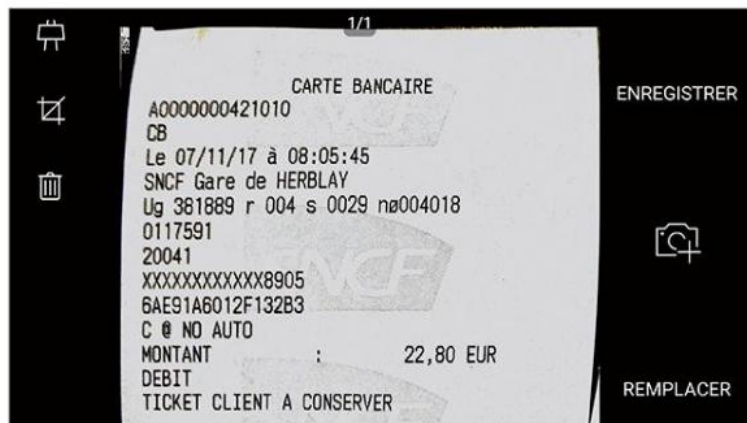 1/1
CARTE BANCAIRE
A0000000421010
CB
Le 07/11/17 à 08:05:45
SNCF Gare de HERBLAY
Ug 381889 r 004 s 0029 nø004018
0117591
20041
XXXXXXXXXXXX8905
6AE91A6012F132B3
C @ NO AUTO
MONTANT : 22,80 EUR
DEBIT
TICKET CLIENT A CONSERVER
SNCF
SNCF
ENREGISTRER
REMPLACER